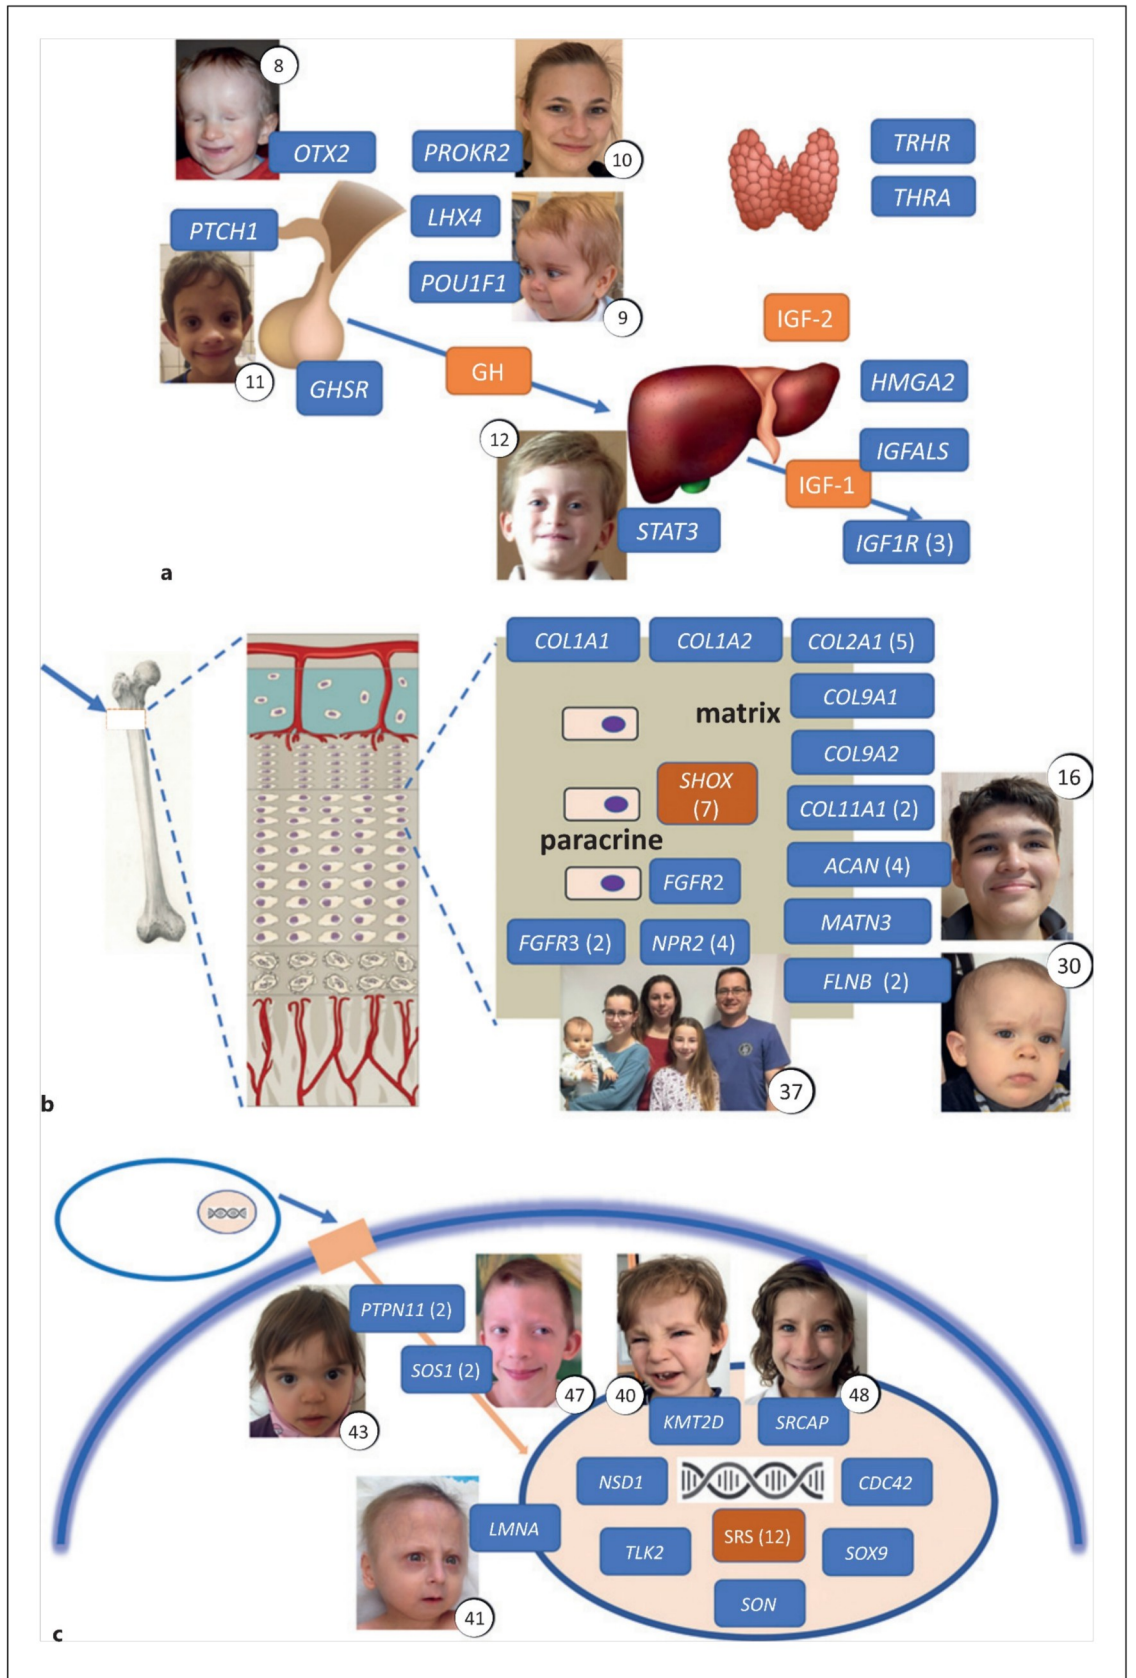 8
OTX2
PROKR2
10
TRHR
THRA
PTCH1
LHX4
POU1F1
9
11
GHSR
GH
IGF-2
HMGA2
12
IGFALS
IGF-1
STAT3
IGF1R (3)
a
COL1A1
COL1A2
COL2A1 (5)
matrix
COL9A1
COL9A2
SHOX
(7)
16
COL11A1 (2)
paracrine
ACAN (4)
FGFR2
MATN3
FGFR3 (2)
NPR2 (4)
30
FLNB (2)
37
b
PTPN11 (2)
SOS1 (2)
43
47
40
48
KMT2D
SRCAP
NSD1
CDC42
LMNA
SRS (12)
TLK2
SOX9
SON
41
c